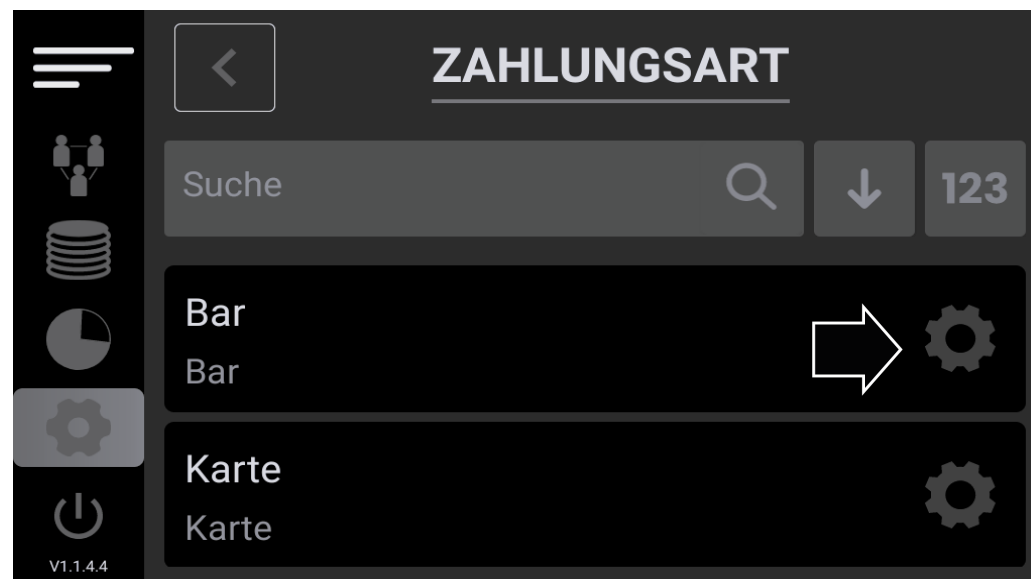 ZAHLUNGSART
Suche
123
Bar
Bar
Karte
Karte
V1.1.4.4